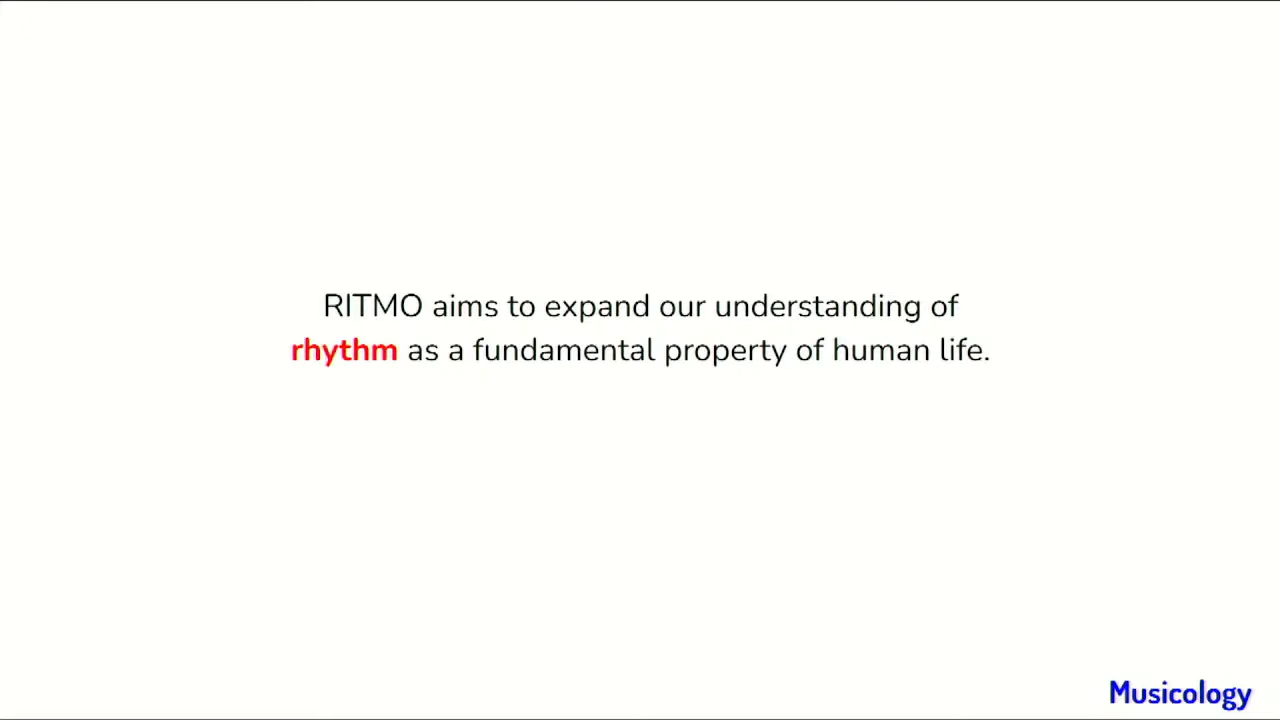 RITMO aims to expand our understanding of
rhythm as a fundamental property of human life.
Musicology